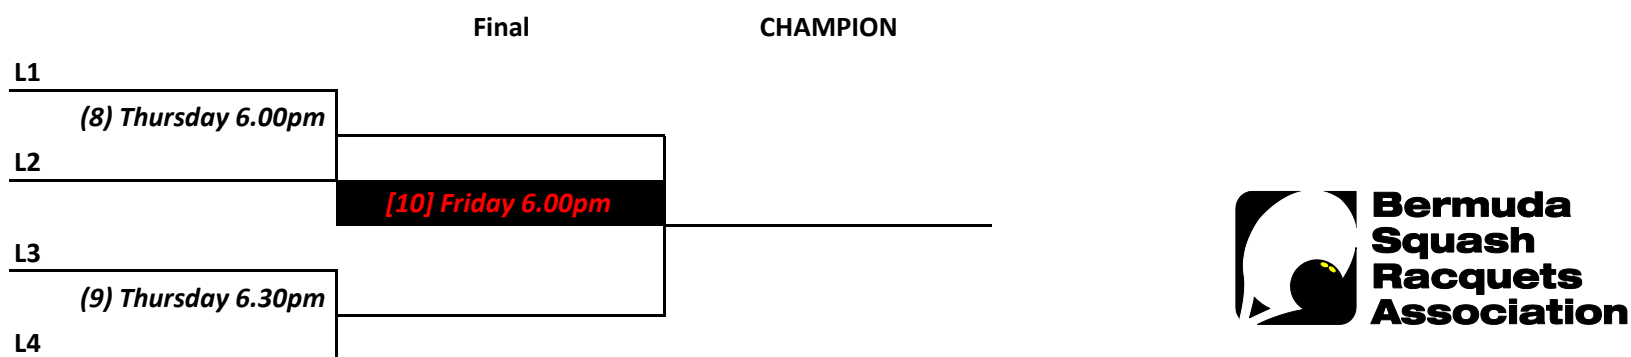 Final CHAMPION
L1
(8) Thursday 6.00pm
L2
[10] Friday 6.00pm
L3
(9) Thursday 6.30pm
L4
Bermuda
Squash
Racquets
Association